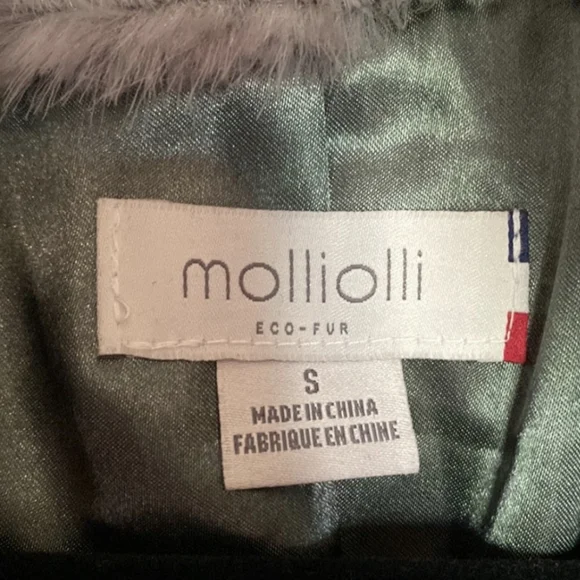 molliolli
ECO-FUR
S
MADE IN CHINA
FABRIQUE EN CHINE